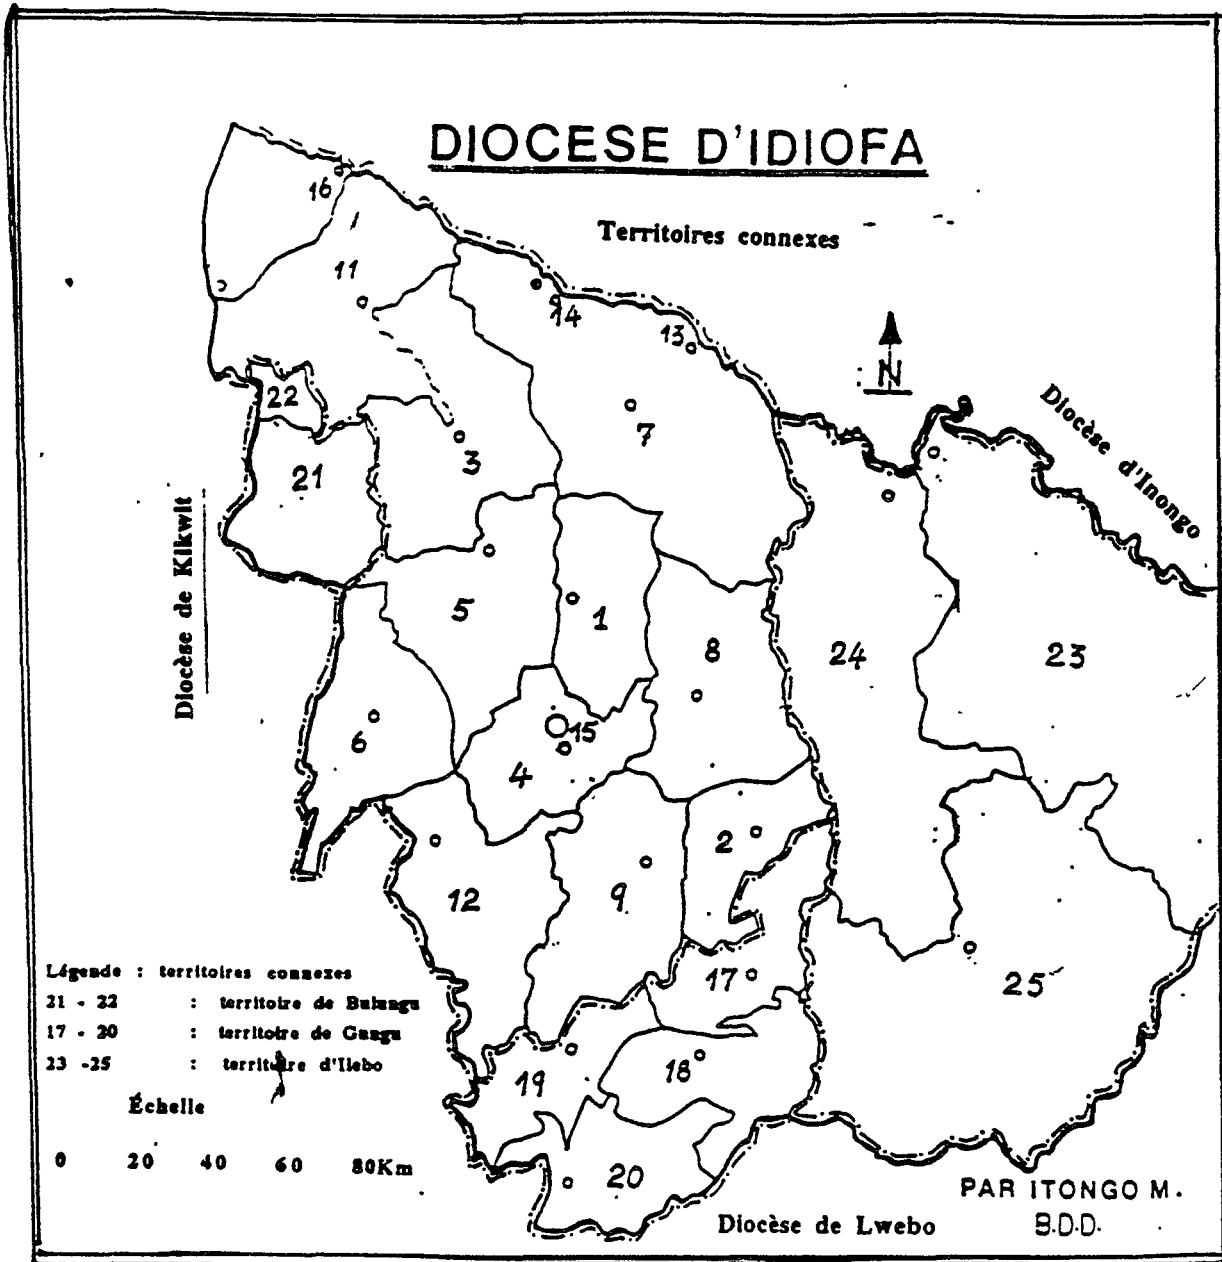 DIOCESE D'IDIOFA
Territoires connexes
16
11
14
13
N
Diocèse
d'Inongo
22
7
3
21
Diocèse de Kikwit
5
1
8
24
23
6
15
4
2
12
9
17
25
Légende : territoires connexes
21 - 22 : territoire de Bulungu
17 - 20 : territoire de Gungu
23 -25 : territoire d'Ilebo
19
18
Échelle
0 20 40 60 80Km
20
PAR ITONGO M.
Diocèse de Lwebo
B.D.D.